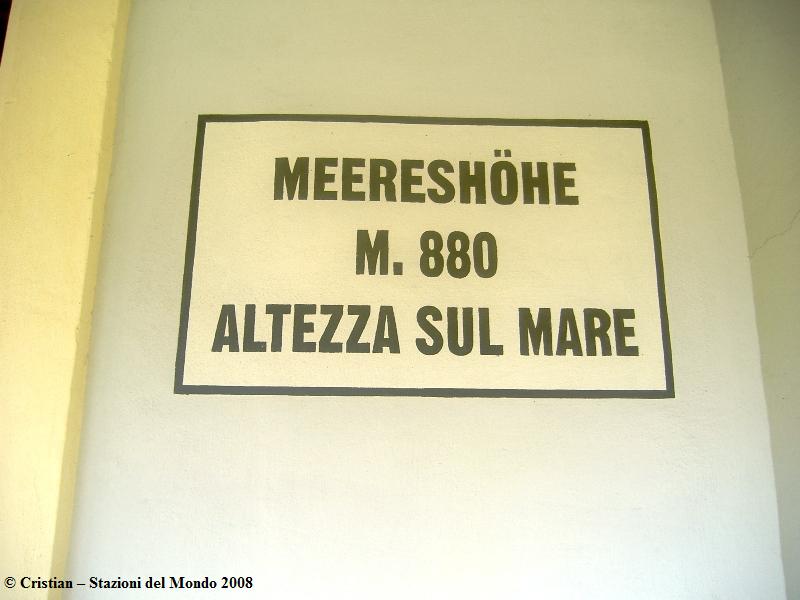 MEERESHÖHE
M. 880
ALTEZZA SUL MARE
© Cristian – Stazioni del Mondo 2008